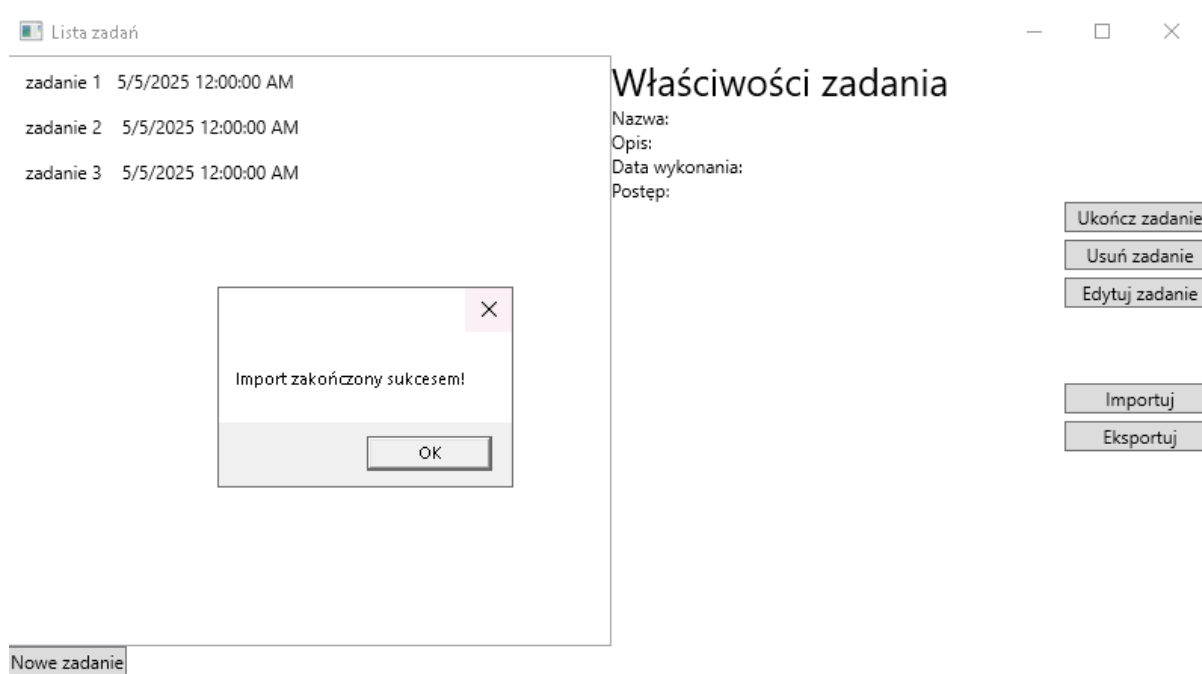 Lista zadań
zadanie 1 5/5/2025 12:00:00 AM
zadanie 2 5/5/2025 12:00:00 AM
zadanie 3 5/5/2025 12:00:00 AM
Import zakończony sukcesem!
OK
Nowe zadanie
Właściwości zadania
Nazwa:
Opis:
Data wykonania:
Postęp:
Ukończ zadanie
Usuń zadanie
Edytuj zadanie
Importuj
Eksportuj